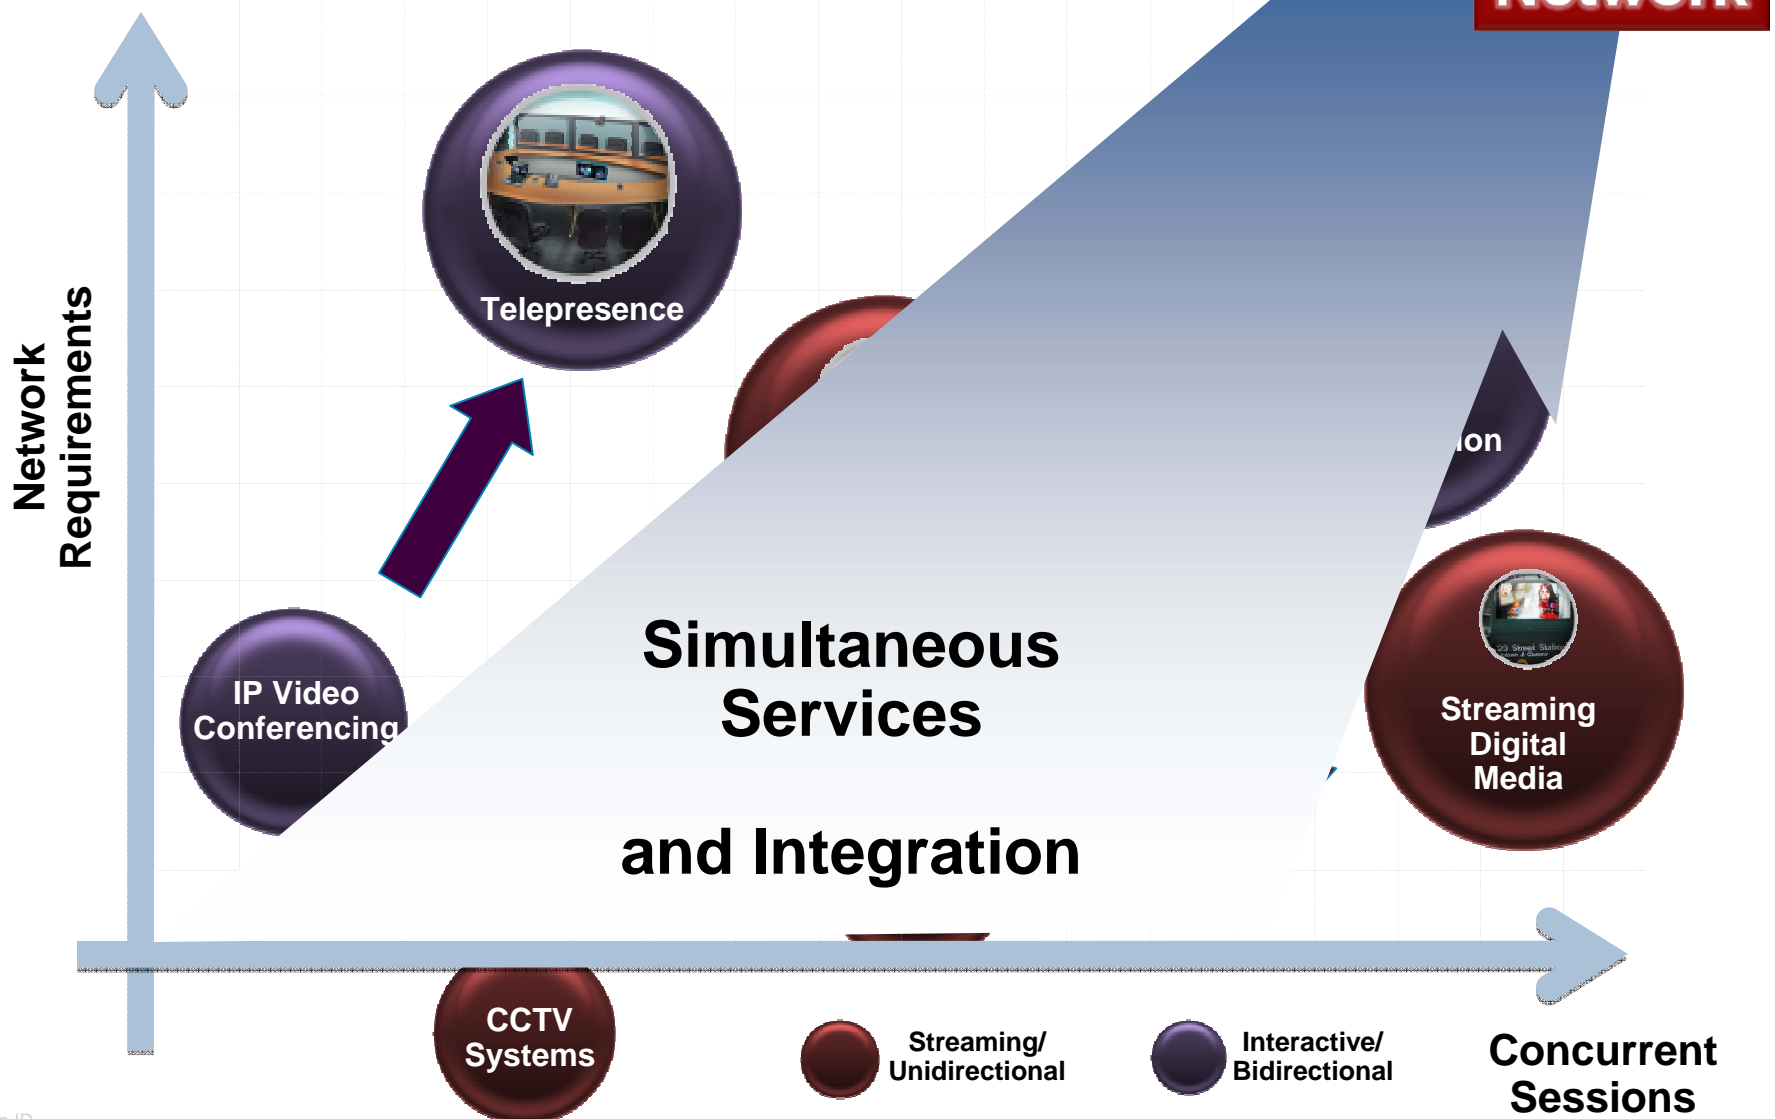 Network
Telepresence
Network
Requirements
IP Video
Conferencing
Simultaneous
Services
and Integration
Streaming
Digital
Media
CCTV
Systems
Streaming/
Unidirectional
Interactive/
Bidirectional
Concurrent
Sessions